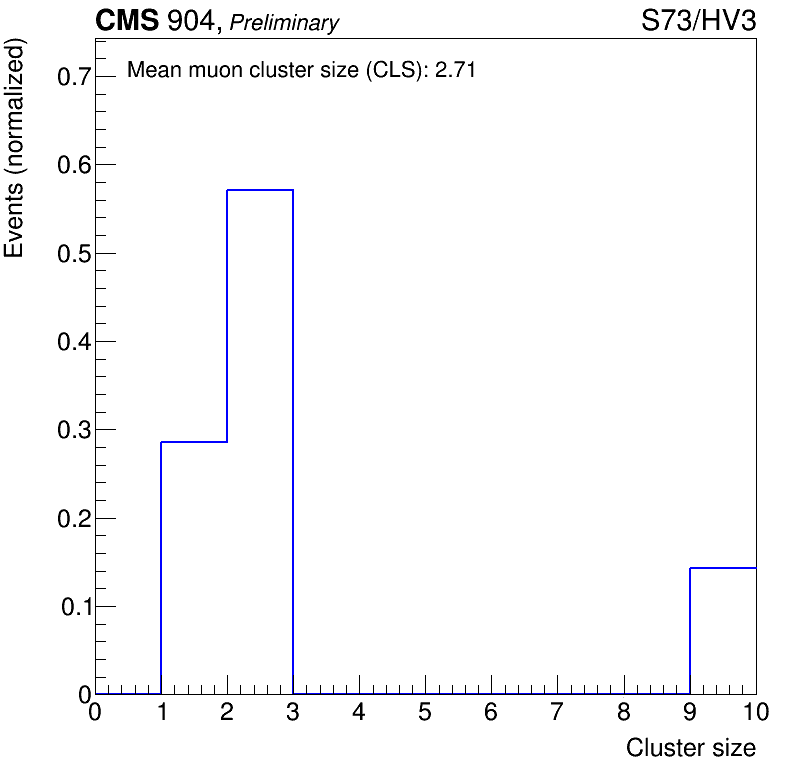 CMS 904, Preliminary S73/HV3
Mean muon cluster size (CLS): 2.71
Events (normalized)
0.7
0.6
0.5
0.4
0.3
0.2
0.1
0
0 1 2 3 4 5 6 7 8 9 10
Cluster size